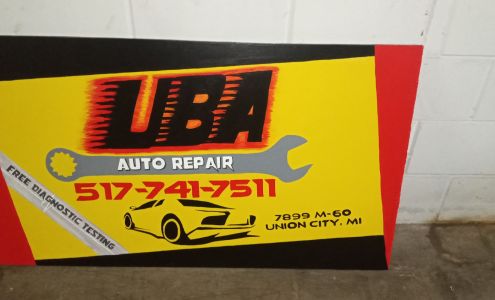 UBA
AUTO REPAIR
517-741-7511
FREE DIAGNOSTIC TESTING
7899 M-60
UNION CITY, MI